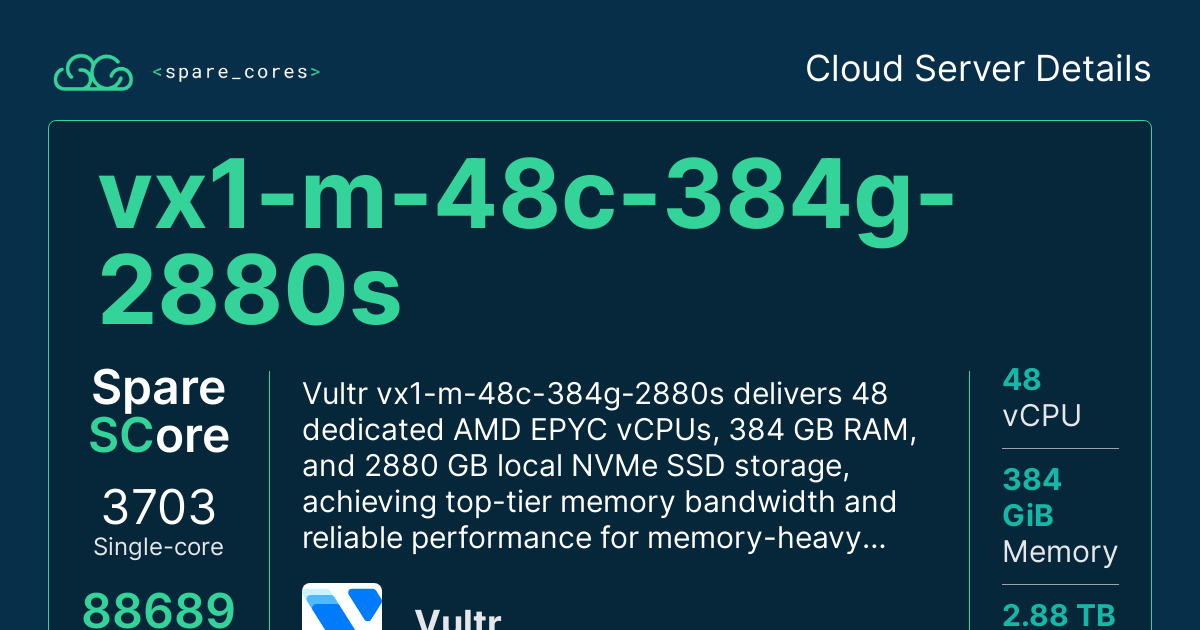 <spare_cores>
Cloud Server Details
vx1-m-48c-384g-
2880s
Spare
SCore
3703
Single-core
88689
Vultr vx1-m-48c-384g-2880s delivers 48
dedicated AMD EPYC vCPUs, 384 GB RAM,
and 2880 GB local NVMe SSD storage,
achieving top-tier memory bandwidth and
reliable performance for memory-heavy...
Vultr
48
vCPU
384
GiB
Memory
2.88 TB